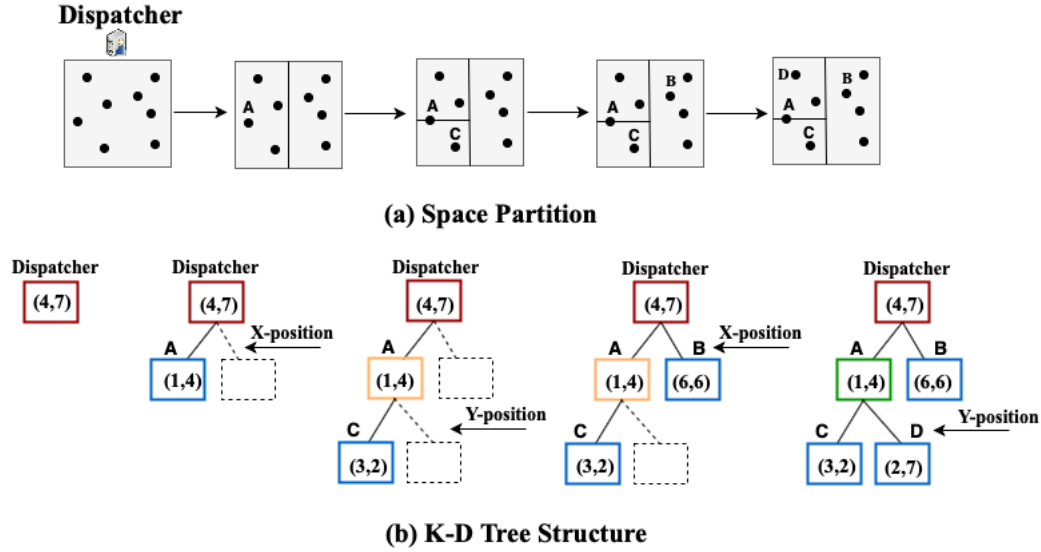 Dispatcher
A
A
C
B
A
C
D
B
A
C
(a) Space Partition
Dispatcher
Dispatcher
Dispatcher
Dispatcher
Dispatcher
(4,7)
(4,7)
(4,7)
(4,7)
(4,7)
X-position
X-position
A
A
A
B
A
B
(1,4)
(1,4)
(1,4)
(6,6)
(1,4)
(6,6)
Y-position
Y-position
C
C
C
D
(3,2)
(3,2)
(3,2)
(2,7)
(b) K-D Tree Structure